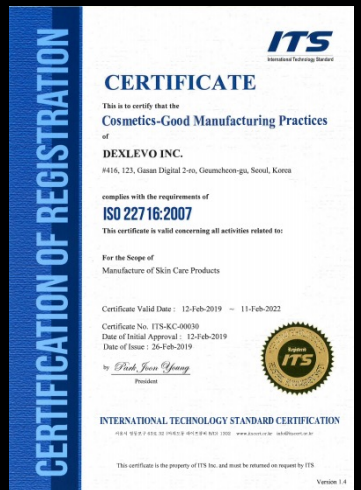 CERTIFICATION OF REGISTRATION
ITS
International Technology Standard
CERTIFICATE
This is to certify that the
Cosmetics-Good Manufacturing Practices
of
DEXLEVO INC.
#416, 123, Gasan Digital 2-ro, Geumcheon-gu, Seoul, Korea
complies with the requirements of
ISO 22716:2007
This certificate is valid concerning all activities related to:
For the Scope of
Manufacture of Skin Care Products
Certificate Valid Date : 12-Feb-2019 ~ 11-Feb-2022
Certificate No. ITS-KC-00030
Date of Initial Approval : 12-Feb-2019
Date of Issue : 26-Feb-2019
by Park Joon Young
President
Registered
ITS
INTERNATIONAL TECHNOLOGY STANDARD CERTIFICATION
This certificate is the property of ITS Inc. and must be returned on request by ITS
Version 1.4